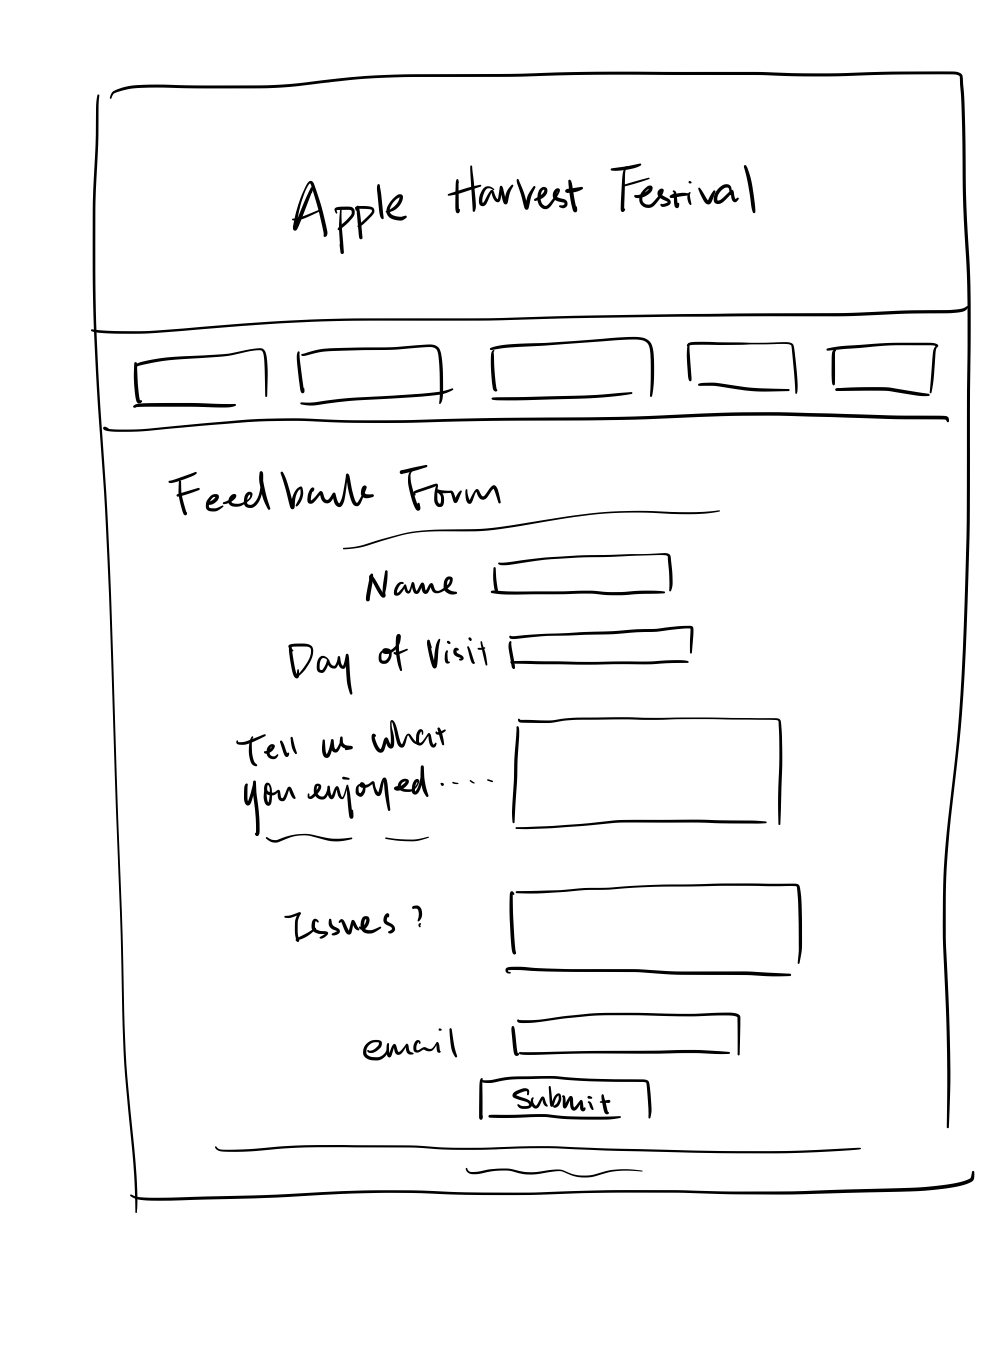 Apple Harvest Festival
Feedback Form
Name
Day of Visit
Tell us what
you enjoyed.....
Issues?
email
Submit